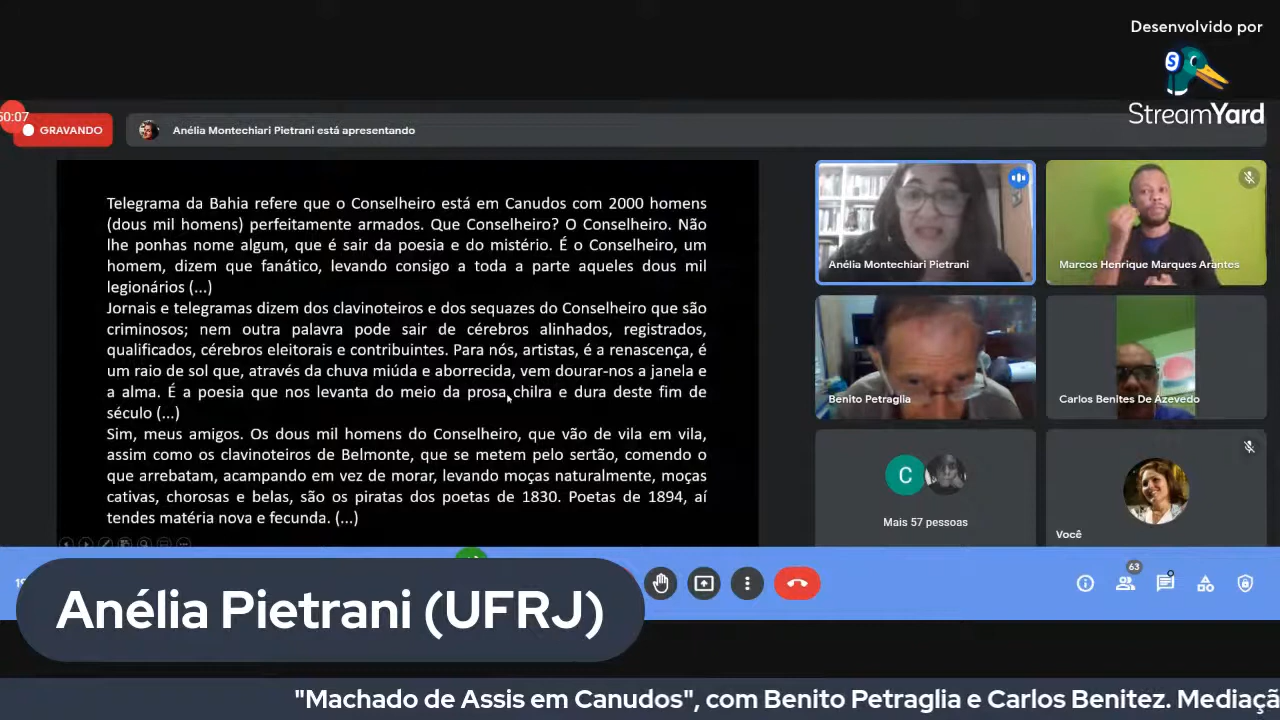 Desenvolvido por
StreamYard
GRAVANDO
Anélia Montechiari Pietrani está apresentando
Telegrama da Bahia refere que o Conselheiro está em Canudos com 2000 homens
(dous mil homens) perfeitamente armados. Que Conselheiro? O Conselheiro. Não
lhe ponhas nome algum, que é sair da poesia e do mistério. É o Conselheiro, um
homem, dizem que fanático, levando consigo a toda a parte aqueles dous mil
legionários (...)
Jornais e telegramas dizem dos clavinoteiros e dos sequazes do Conselheiro que são
criminosos; nem outra palavra pode sair de cérebros alinhados, registrados,
qualificados, cérebros eleitorais e contribuintes. Para nós, artistas, é a renascença, é
um raio de sol que, através da chuva miúda e aborrecida, vem dourar-nos a janela e
a alma. É a poesia que nos levanta do meio da prosa chilra e dura deste fim de
século (...)
Sim, meus amigos. Os dous mil homens do Conselheiro, que vão de vila em vila,
assim como os clavinoteiros de Belmonte, que se metem pelo sertão, comendo o
que arrebatam, acampando em vez de morar, levando moças naturalmente, moças
cativas, chorosas e belas, são os piratas dos poetas de 1830. Poetas de 1894, aí
tendes matéria nova e fecunda. (...)
Anélia Montechiari Pietrani
Marcos Henrique Marques Arantes
Benito Petraglia
Carlos Benites De Azevedo
C
Mais 57 pessoas
Você
63
Anélia Pietrani (UFRJ)
"Machado de Assis em Canudos", com Benito Petraglia e Carlos Benitez. Mediaçã